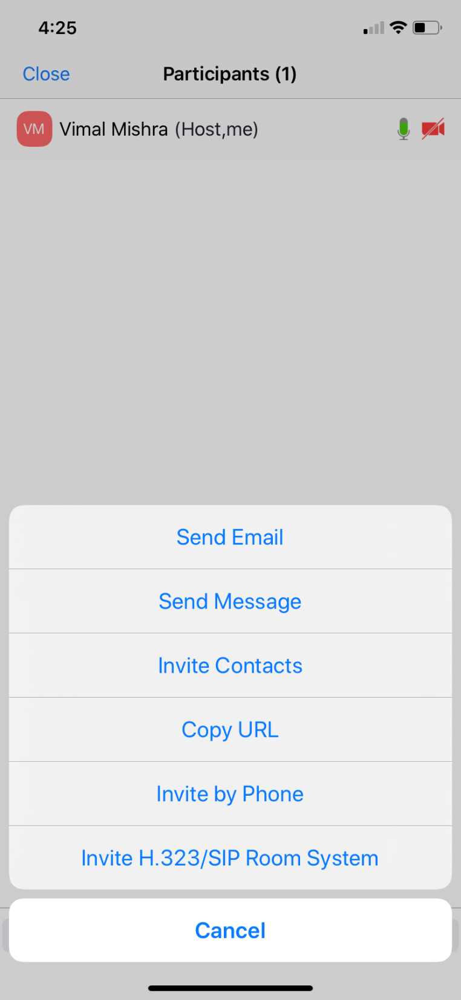 4:25
Close
Participants (1)
VM
Vimal Mishra (Host,me)
Send Email
Send Message
Invite Contacts
Copy URL
Invite by Phone
Invite H.323/SIP Room System
Cancel